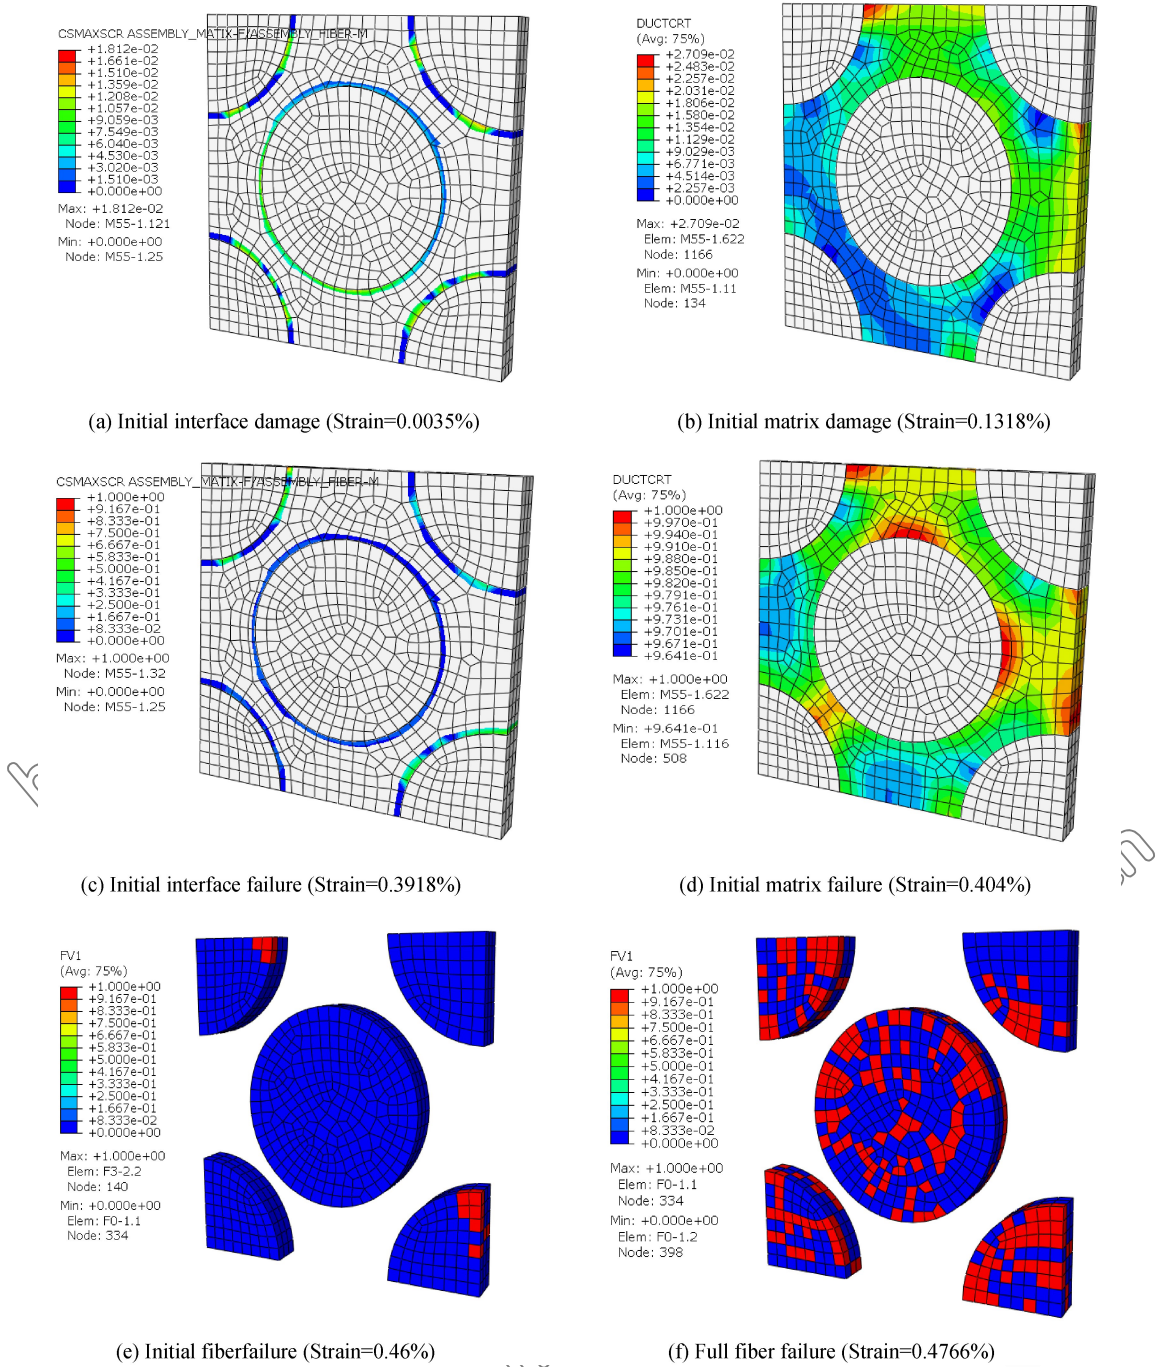 CSMAXSCR ASSEMBLY_MATIX-F/ASSEMBLY_FIBER-M
+1.812e-02
+1.661e-02
+1.510e-02
+1.359e-02
+1.208e-02
+1.057e-02
+9.059e-03
+7.549e-03
+6.040e-03
+4.530e-03
+3.020e-03
+1.510e-03
+0.000e+00
Max: +1.812e-02
Node: M55-1.121
Min: +0.000e+00
Node: M55-1.25
DUCTCRT
(Avg: 75%)
+2.709e-02
+2.483e-02
+2.257e-02
+2.031e-02
+1.806e-02
+1.580e-02
+1.354e-02
+1.129e-02
+9.029e-03
+6.771e-03
+4.514e-03
+2.257e-03
+0.000e+00
Max: +2.709e-02
Elem: M55-1.622
Node: 1166
Min: +0.000e+00
Elem: M55-1.11
Node: 134
(a) Initial interface damage (Strain=0.0035%)
(b) Initial matrix damage (Strain=0.1318%)
CSMAXSCR ASSEMBLY_MATIX-F/ASSEMBLY_FIBER-M
+1.000e+00
+9.167e-01
+8.333e-01
+7.500e-01
+6.667e-01
+5.833e-01
+5.000e-01
+4.167e-01
+3.333e-01
+2.500e-01
+1.667e-01
+8.333e-02
+0.000e+00
Max: +1.000e+00
Node: M55-1.32
Min: +0.000e+00
Node: M55-1.25
DUCTCRT
(Avg: 75%)
+1.000e+00
+9.970e-01
+9.940e-01
+9.910e-01
+9.880e-01
+9.850e-01
+9.820e-01
+9.791e-01
+9.761e-01
+9.731e-01
+9.701e-01
+9.671e-01
+9.641e-01
Max: +1.000e+00
Elem: M55-1.622
Node: 1166
Min: +9.641e-01
Elem: M55-1.116
Node: 508
(c) Initial interface failure (Strain=0.3918%)
(d) Initial matrix failure (Strain=0.404%)
FV1
(Avg: 75%)
+1.000e+00
+9.167e-01
+8.333e-01
+7.500e-01
+6.667e-01
+5.833e-01
+5.000e-01
+4.167e-01
+3.333e-01
+2.500e-01
+1.667e-01
+8.333e-02
+0.000e+00
Max: +1.000e+00
Elem: F3-2.2
Node: 140
Min: +0.000e+00
Elem: F0-1.1
Node: 334
FV1
(Avg: 75%)
+1.000e+00
+9.167e-01
+8.333e-01
+7.500e-01
+6.667e-01
+5.833e-01
+5.000e-01
+4.167e-01
+3.333e-01
+2.500e-01
+1.667e-01
+8.333e-02
+0.000e+00
Max: +1.000e+00
Elem: F0-1.1
Node: 334
Min: +0.000e+00
Elem: F0-1.2
Node: 398
(e) Initial fiberfailure (Strain=0.46%)
(f) Full fiber failure (Strain=0.4766%)